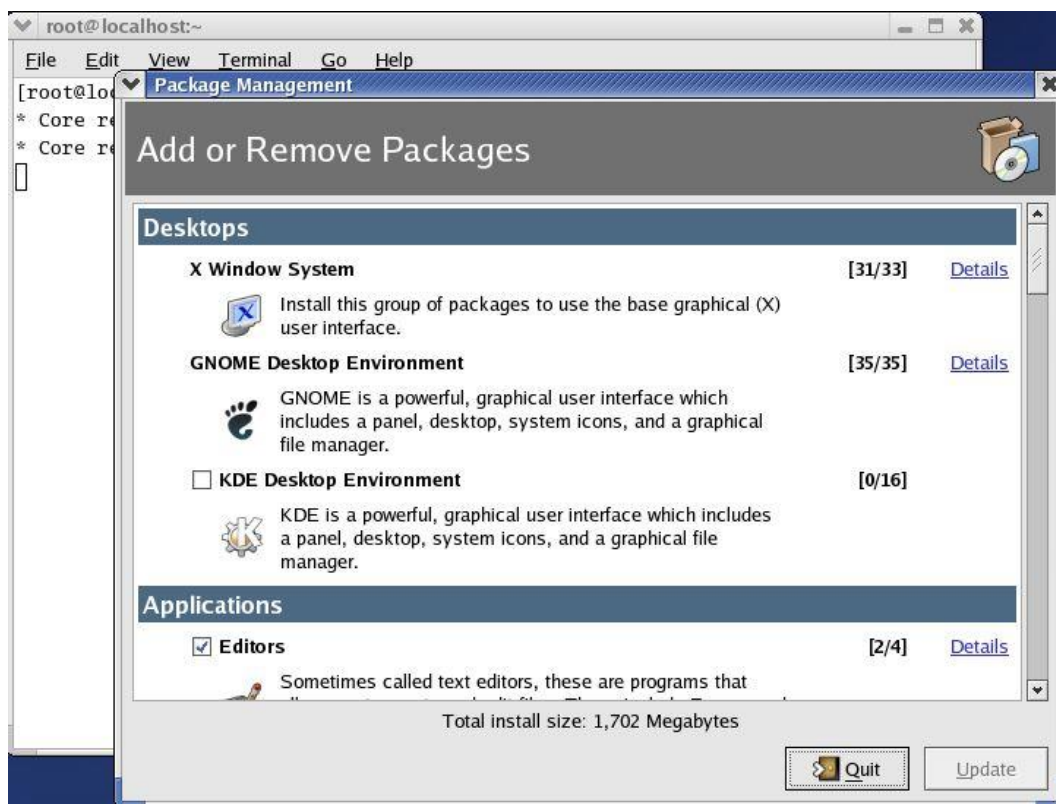 root@localhost:~
File Edit View Terminal Go Help
[root@loc
* Core re
* Core re
Package Management
Add or Remove Packages
Desktops
X Window System [31/33] Details
Install this group of packages to use the base graphical (X)
user interface.
GNOME Desktop Environment [35/35] Details
GNOME is a powerful, graphical user interface which
includes a panel, desktop, system icons, and a graphical
file manager.
KDE Desktop Environment [0/16]
KDE is a powerful, graphical user interface which includes
a panel, desktop, system icons, and a graphical file
manager.
Applications
Editors [2/4] Details
Sometimes called text editors, these are programs that
Total install size: 1,702 Megabytes
Quit Update